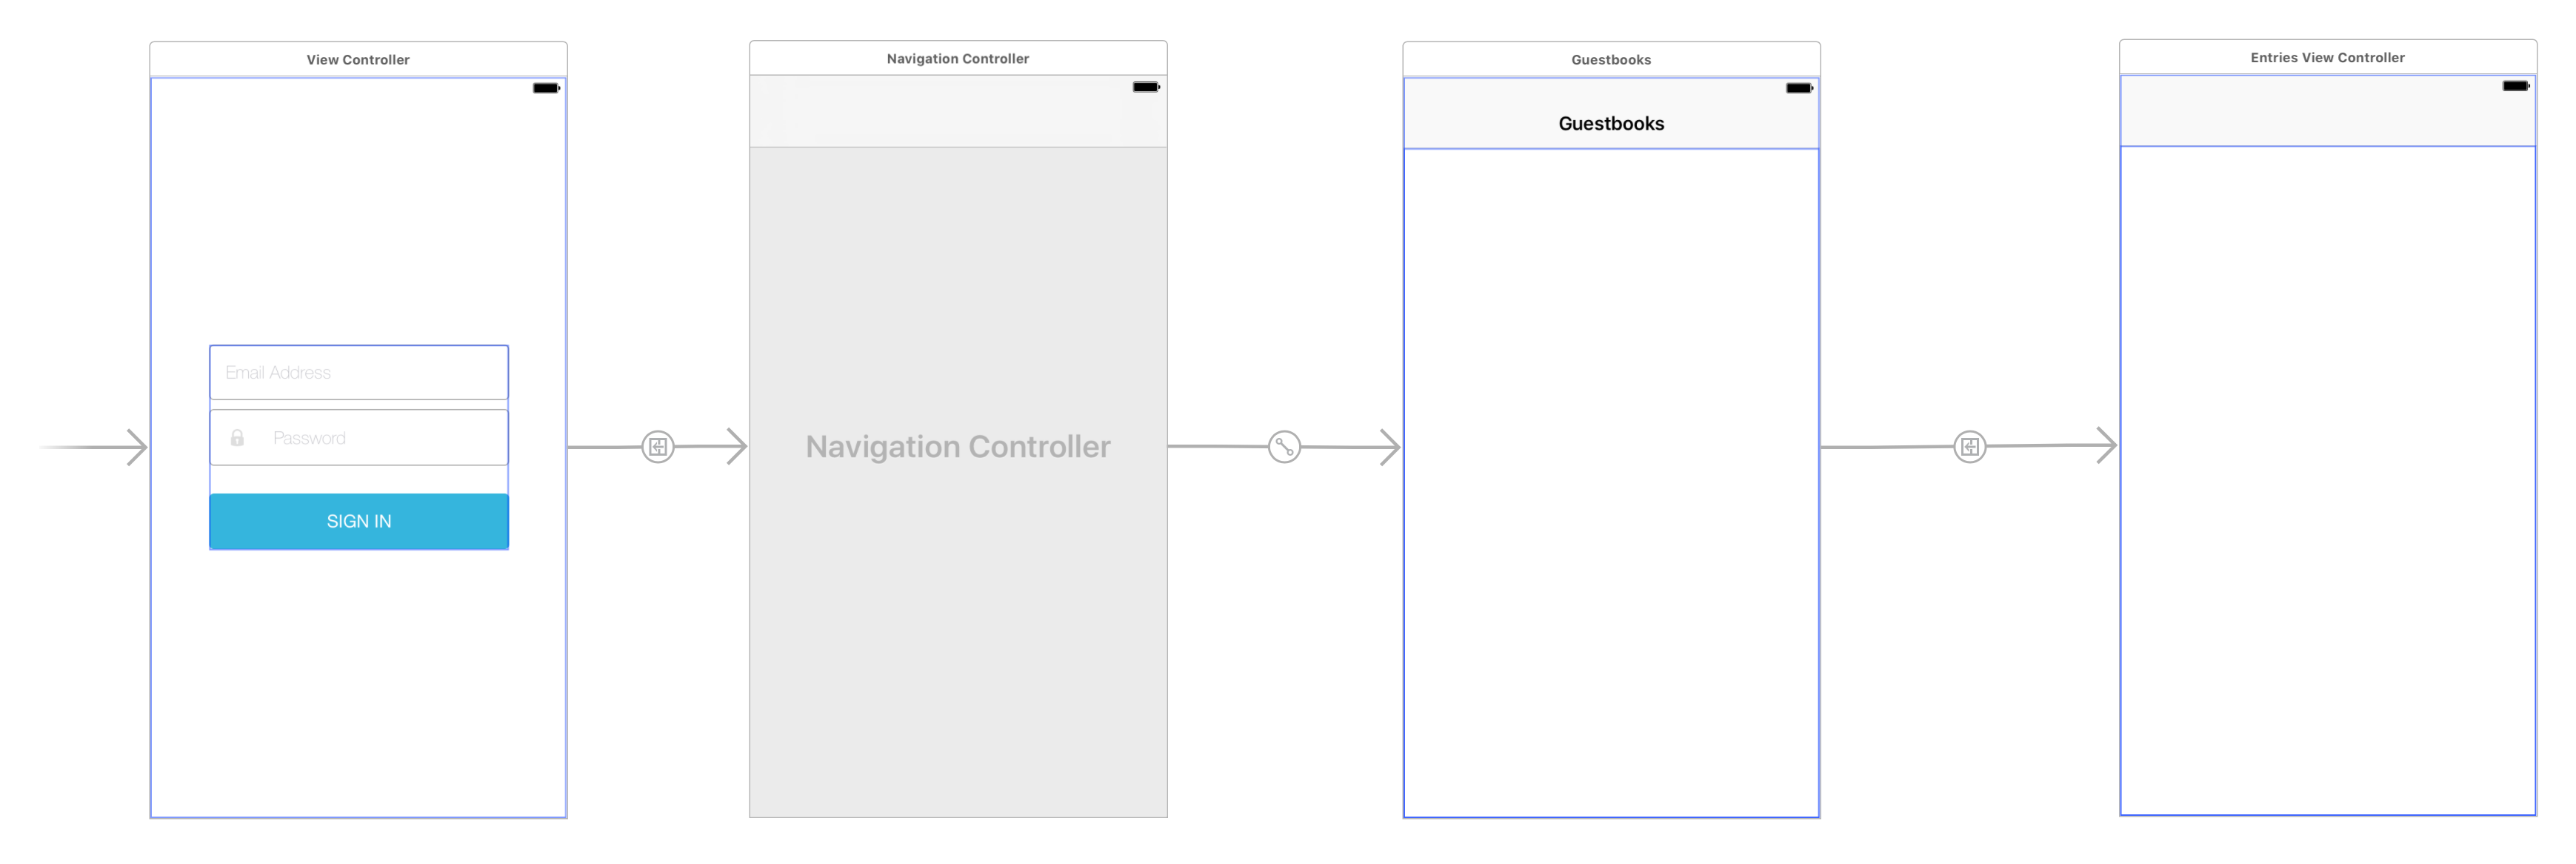 View Controller
Email Address
Password
SIGN IN
Navigation Controller
Navigation Controller
Guestbooks
Guestbooks
Entries View Controller